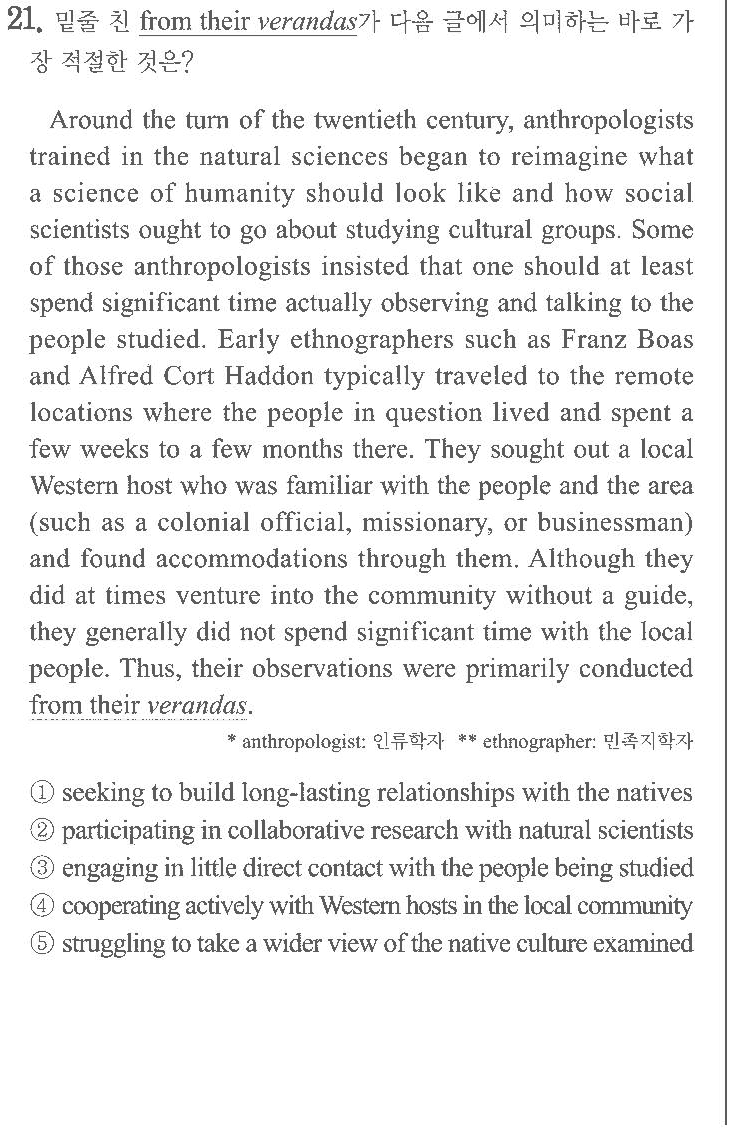 21. 밑줄 친 from their verandas가 다음 글에서 의미하는 바로 가
장 적절한 것은?
Around the turn of the twentieth century, anthropologists
trained in the natural sciences began to reimagine what
a science of humanity should look like and how social
scientists ought to go about studying cultural groups. Some
of those anthropologists insisted that one should at least
spend significant time actually observing and talking to the
people studied. Early ethnographers such as Franz Boas
and Alfred Cort Haddon typically traveled to the remote
locations where the people in question lived and spent a
few weeks to a few months there. They sought out a local
Western host who was familiar with the people and the area
(such as a colonial official, missionary, or businessman)
and found accommodations through them. Although they
did at times venture into the community without a guide,
they generally did not spend significant time with the local
people. Thus, their observations were primarily conducted
from their verandas.
* anthropologist: 인류학자 ** ethnographer: 민족지학자
① seeking to build long-lasting relationships with the natives
② participating in collaborative research with natural scientists
③ engaging in little direct contact with the people being studied
④ cooperating actively with Western hosts in the local community
⑤ struggling to take a wider view of the native culture examined